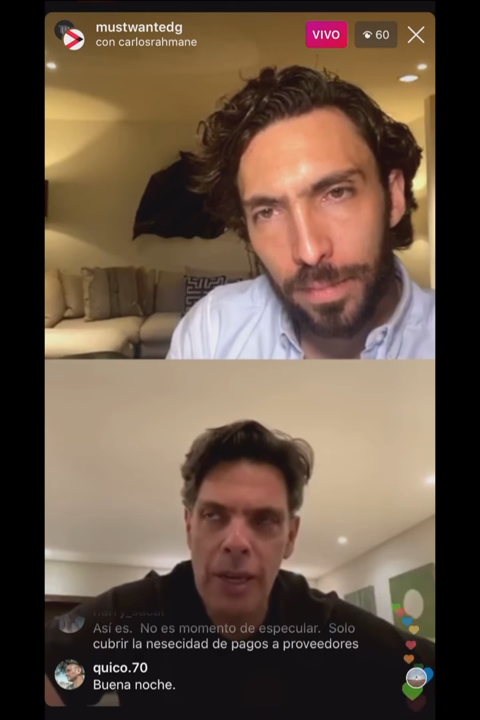 mustwantedg
con carlosrahmane
VIVO
60
Así es. No es momento de especular. Solo
cubrir la nesecidad de pagos a proveedores
quico.70
Buena noche.